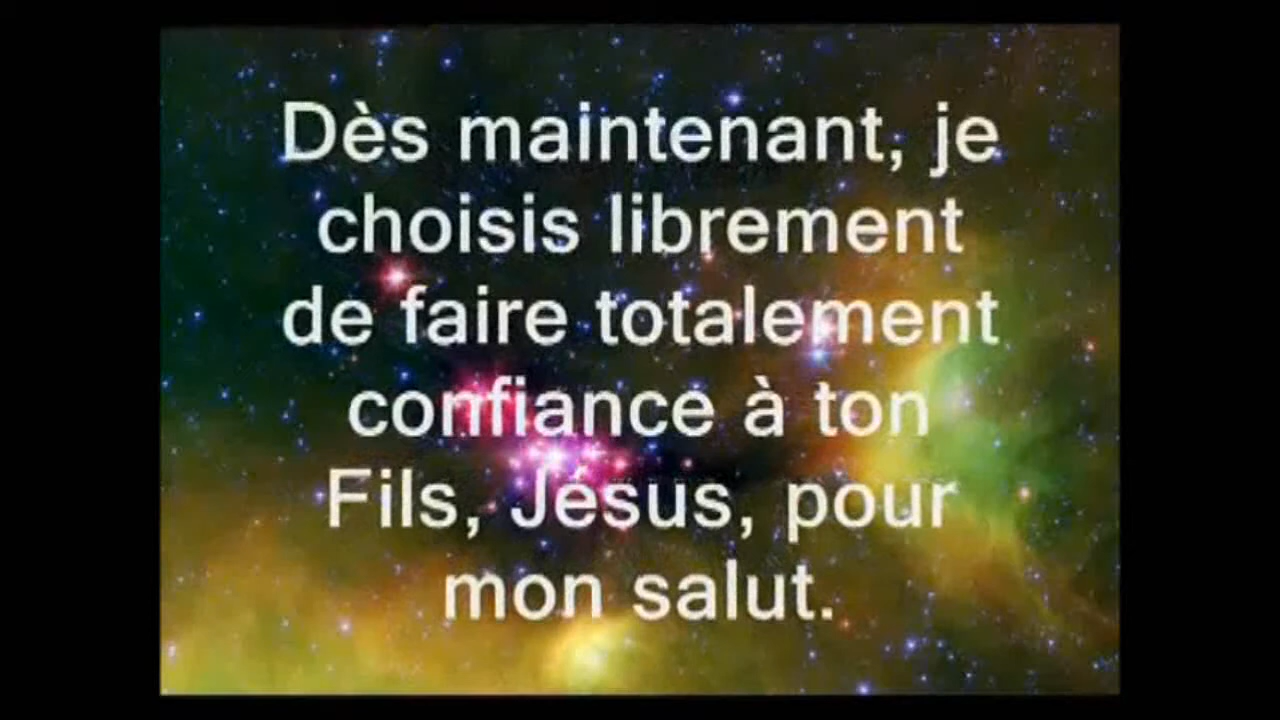 Dès maintenant, je
choisis librement
de faire totalement
confiance à ton
Fils, Jésus, pour
mon salut.